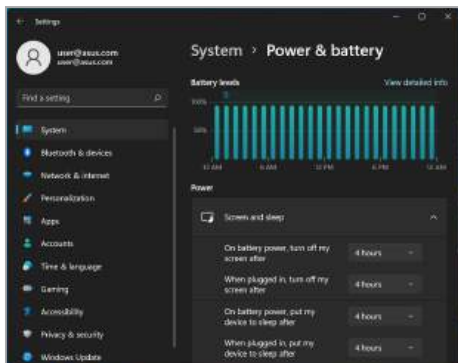 Settings
user@asus.com
user@asus.com
Find a setting
System
Bluetooth & devices
Network & internet
Personalization
Apps
Accounts
Time & language
Gaming
Accessibility
Privacy & security
Windows Update
System > Power & battery
Battery levels
View detailed info
100%
50%
12 AM 6 AM 12 PM 6 PM 12 AM
Power
Screen and sleep
On battery power, turn off my
screen after
4 hours
When plugged in, turn off my
screen after
4 hours
On battery power, put my
device to sleep after
4 hours
When plugged in, put my
device to sleep after
4 hours